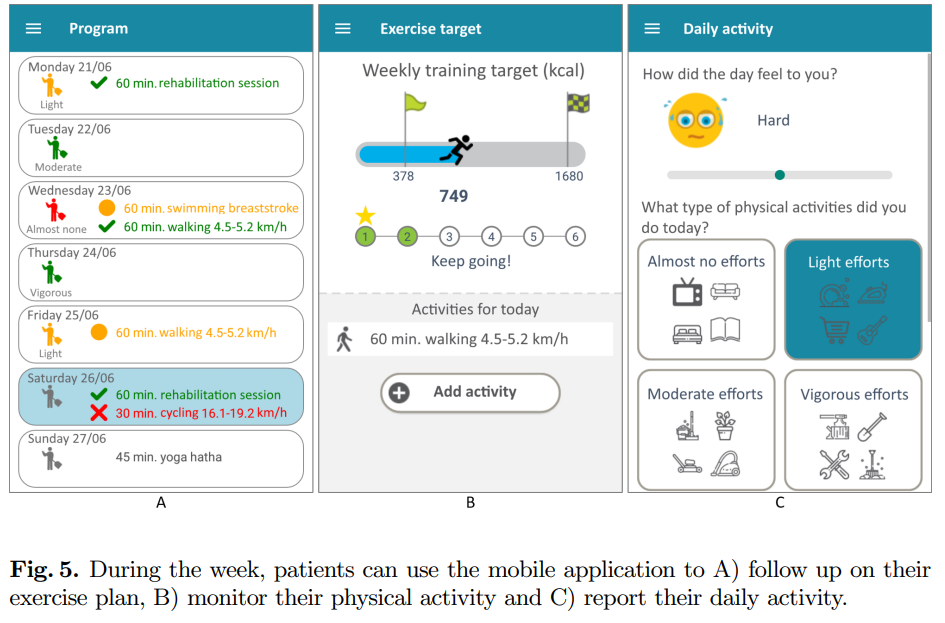 Program
Monday 21/06
60 min. rehabilitation session
Light
Tuesday 22/06
Moderate
Wednesday 23/06
60 min. swimming breaststroke
60 min. walking 4.5-5.2 km/h
Almost none
Thursday 24/06
Vigorous
Friday 25/06
60 min. walking 4.5-5.2 km/h
Light
Saturday 26/06
60 min. rehabilitation session
30 min. cycling 16.1-19.2 km/h
Sunday 27/06
45 min. yoga hatha
A
Exercise target
Weekly training target (kcal)
378 1680
749
1 2 3 4 5 6
Keep going!
Activities for today
60 min. walking 4.5-5.2 km/h
Add activity
B
Daily activity
How did the day feel to you?
Hard
What type of physical activities did you
do today?
Almost no efforts
Light efforts
Moderate efforts
Vigorous efforts
C
Fig. 5. During the week, patients can use the mobile application to A) follow up on their
exercise plan, B) monitor their physical activity and C) report their daily activity.